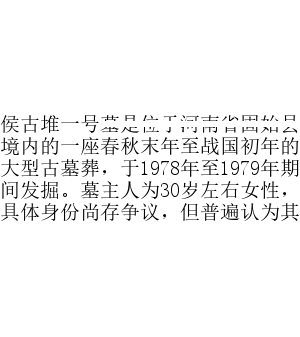 侯古堆一号墓是位于河南省固始县
境内的一座春秋末年至战国初年的
大型古墓葬，于1978年至1979年期
间发掘。墓主人为30岁左右女性，
具体身份尚存争议，但普遍认为其